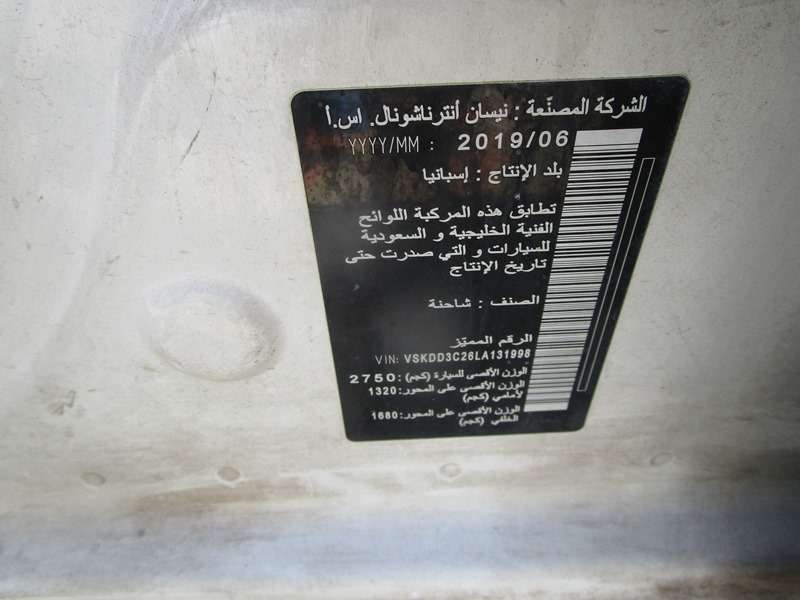 الشركة المصنّعة : نيسان أنترناشونال. اس.أ
YYYY/MM : 2019/06
بلد الإنتاج : إسبانيا
تطابق هذه المركبة اللوائح
الفنية الخليجية و السعودية
للسيارات و التي صدرت حتى
تاريخ الإنتاج
الصنف : شاحنة
الرقم المميّز
VIN: VSKDD3C26LA131998
الوزن الأقصى للسيارة (كجم): 2750
الوزن الأقصى على المحور: 1320
لأمامي (كجم)
الوزن الأقصى على المحور: 1680
الخلفي (كجم)